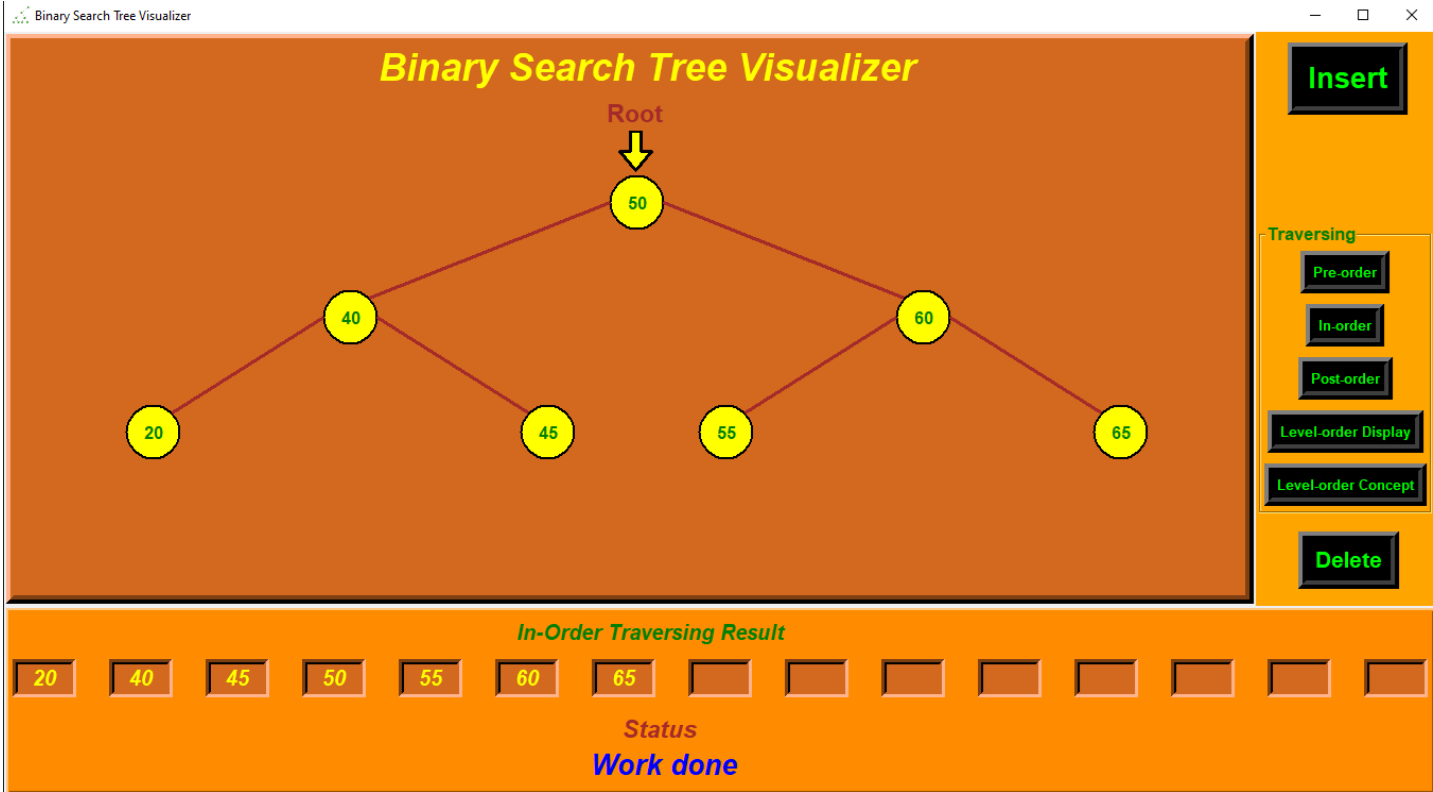 Binary Search Tree Visualizer
Binary Search Tree Visualizer
Root
50
40
60
20
45
55
65
Insert
Traversing
Pre-order
In-order
Post-order
Level-order Display
Level-order Concept
Delete
In-Order Traversing Result
20 40 45 50 55 60 65
Status
Work done